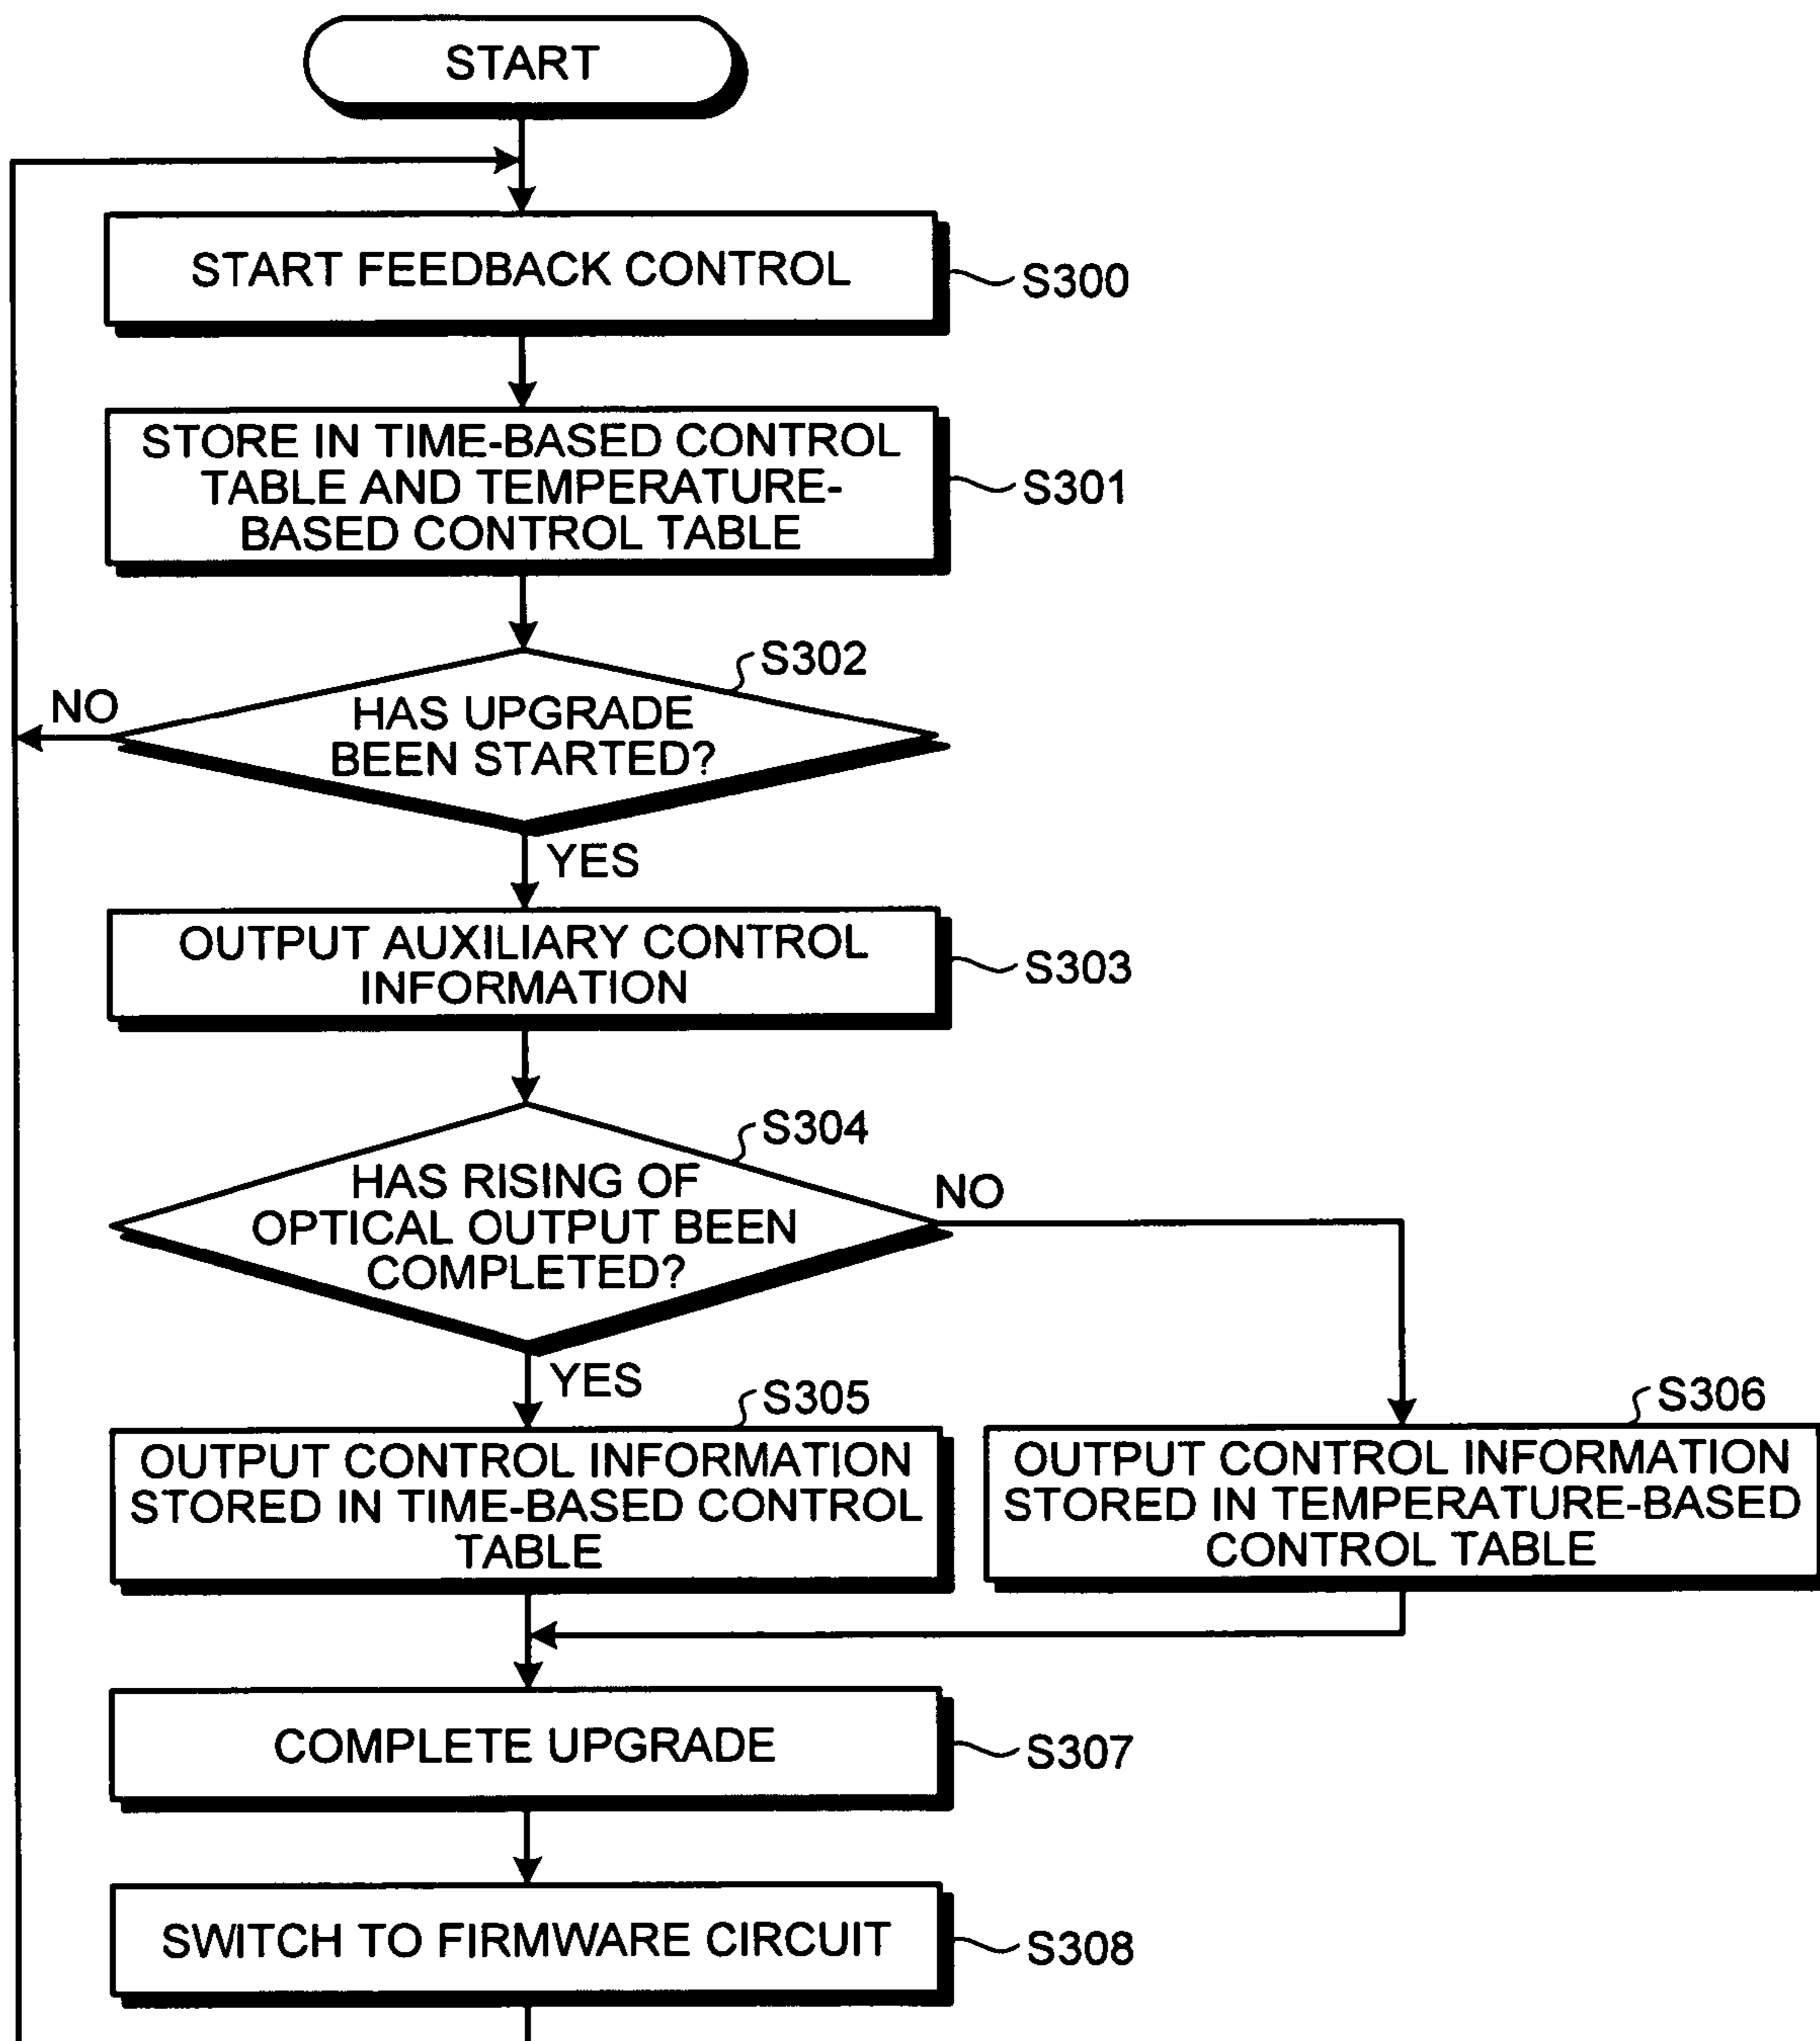 START
START FEEDBACK CONTROL
S300
STORE IN TIME-BASED CONTROL
TABLE AND TEMPERATURE-
BASED CONTROL TABLE
S301
S302
HAS UPGRADE
BEEN STARTED?
NO
YES
OUTPUT AUXILIARY CONTROL
INFORMATION
S303
S304
HAS RISING OF
OPTICAL OUTPUT BEEN
COMPLETED?
NO
YES
S305
OUTPUT CONTROL INFORMATION
STORED IN TIME-BASED CONTROL
TABLE
S306
OUTPUT CONTROL INFORMATION
STORED IN TEMPERATURE-BASED
CONTROL TABLE
COMPLETE UPGRADE
S307
SWITCH TO FIRMWARE CIRCUIT
S308